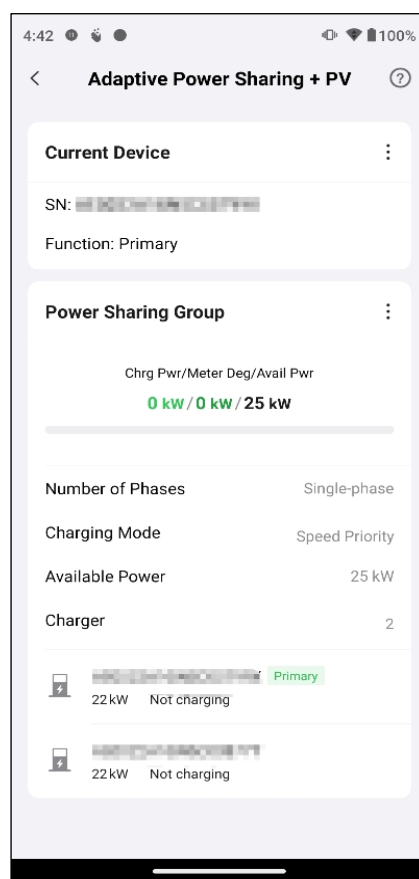 4:42 100%
Adaptive Power Sharing + PV
Current Device
SN:
Function: Primary
Power Sharing Group
Chrg Pwr/Meter Deg/Avail Pwr
0 kW/0 kW/25 kW
Number of Phases Single-phase
Charging Mode Speed Priority
Available Power 25 kW
Charger 2
Primary
22kW Not charging
22kW Not charging